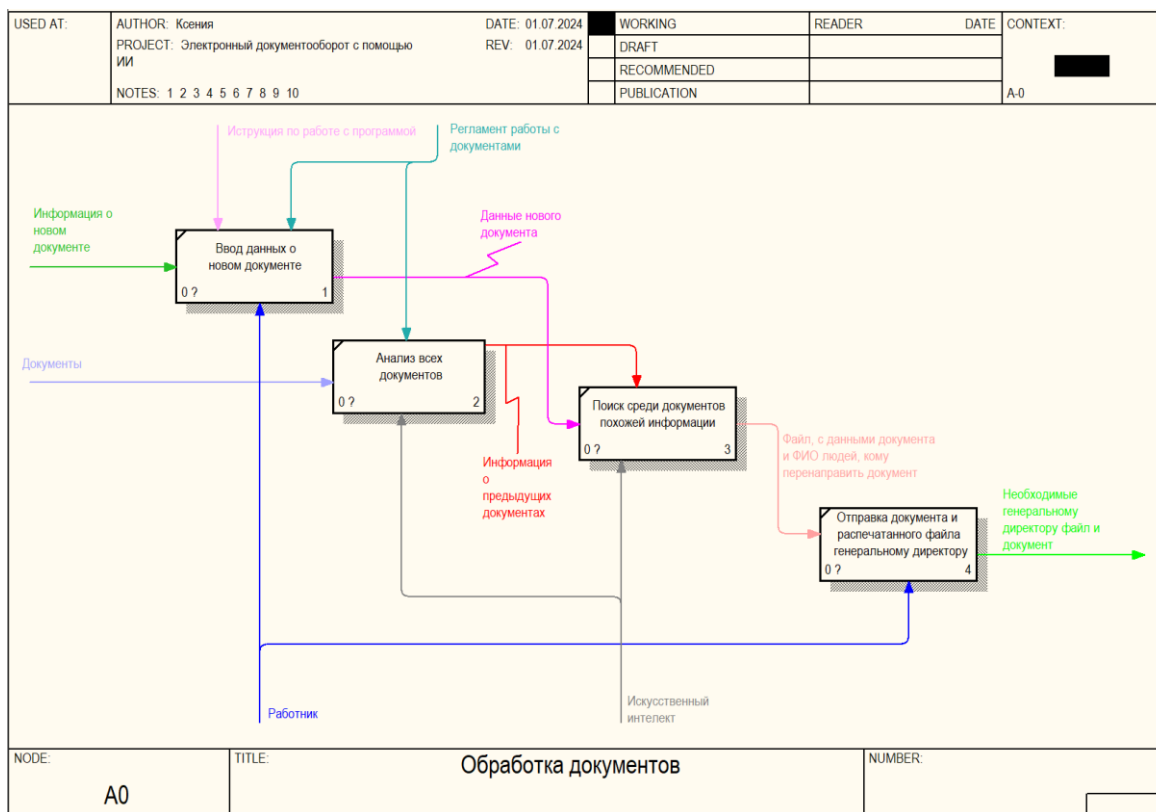 USED AT:
AUTHOR: Ксения
DATE: 01.07.2024
PROJECT: Электронный документооборот с помощью
ИИ
REV: 01.07.2024
NOTES: 1 2 3 4 5 6 7 8 9 10
WORKING
DRAFT
RECOMMENDED
PUBLICATION
READER
DATE
CONTEXT:
A-0
Иструкция по работе с программой
Регламент работы с
документами
Информация о
новом
документе
Данные нового
документа
Ввод данных о
новом документе
0 ?
1
Документы
Анализ всех
документов
0 ?
2
Поиск среди документов
похожей информации
0 ?
3
Информация
о
предыдущих
документах
Файл, с данными документа
и ФИО людей, кому
перенаправить документ
Необходимые
генеральному
директору файл и
документ
Отправка документа и
распечатанного файла
генеральному директору
0 ?
4
Работник
Искусственный
интелект
NODE:
A0
TITLE:
Обработка документов
NUMBER: